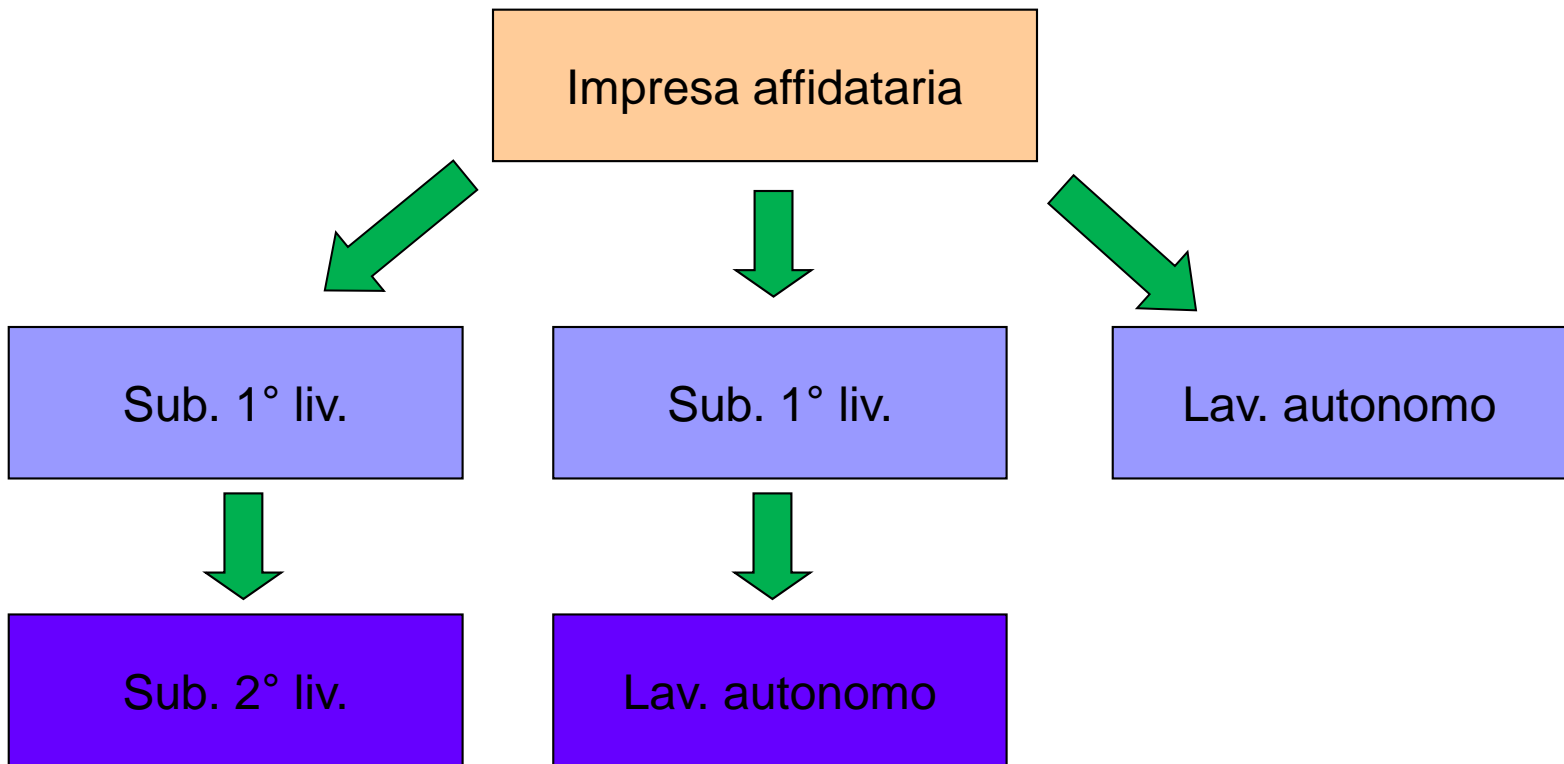 Impresa affidataria
Sub. 1° liv.
Sub. 1° liv.
Lav. autonomo
Sub. 2° liv.
Lav. autonomo